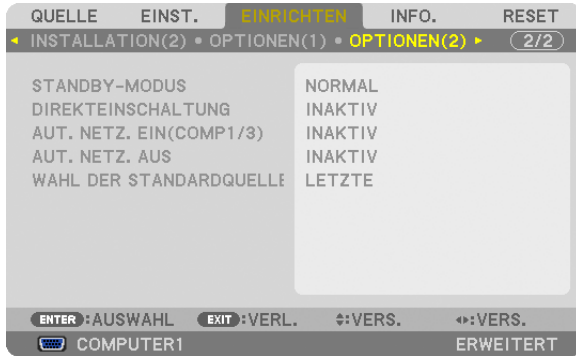 QUELLE EINST. EINRICHTEN INFO. RESET
INSTALLATION(2) • OPTIONEN(1) • OPTIONEN(2) 2/2
STANDBY-MODUS NORMAL
DIREKTEINSCHALTUNG INAKTIV
AUT. NETZ. EIN(COMP1/3) INAKTIV
AUT. NETZ. AUS INAKTIV
WAHL DER STANDARDQUELLE LETZTE
ENTER :AUSWAHL EXIT :VERL. :VERS. :VERS.
COMPUTER1 ERWEITERT